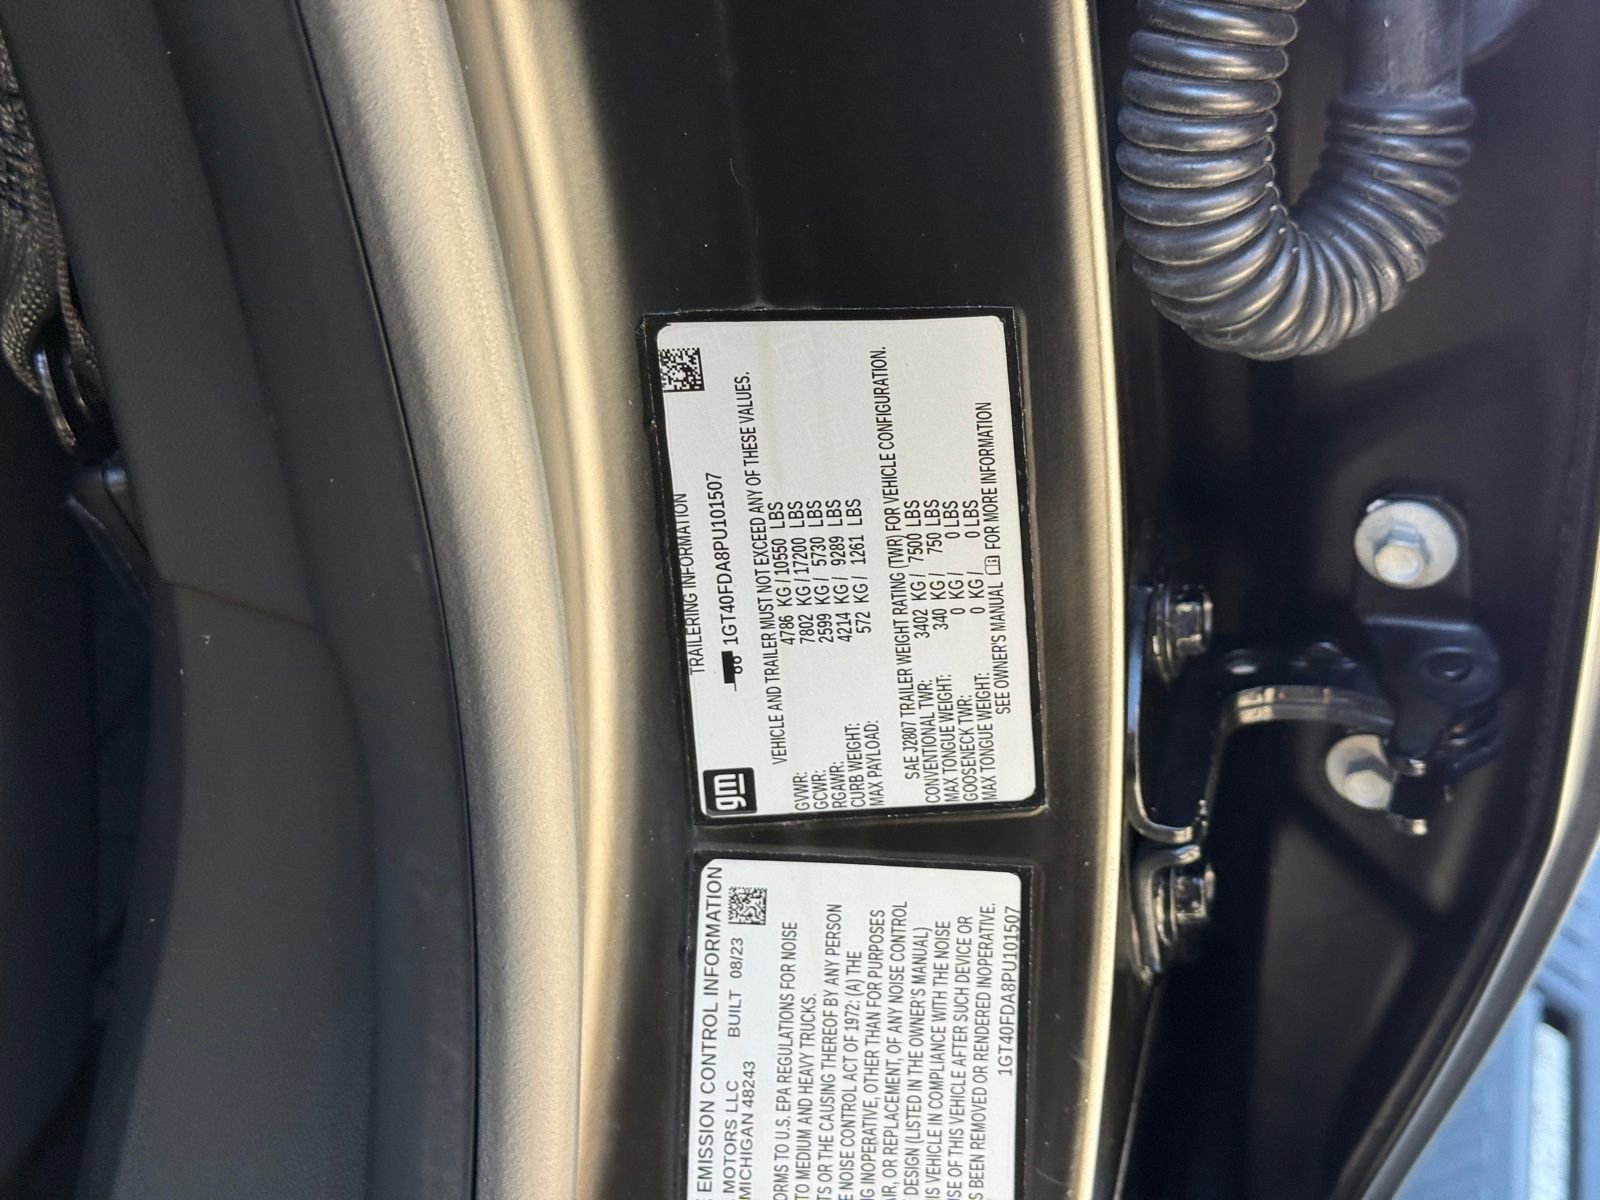 TRAILERING INFORMATION
gm
1GT40FDA8PU101507
VEHICLE AND TRAILER MUST NOT EXCEED ANY OF THESE VALUES.
GVWR: 4786 KG / 10550 LBS
GCWR: 7802 KG / 17200 LBS
RGAWR: 2599 KG / 5730 LBS
CURB WEIGHT: 4214 KG / 9289 LBS
MAX PAYLOAD: 572 KG / 1261 LBS
SAE J2807 TRAILER WEIGHT RATING (TWR) FOR VEHICLE CONFIGURATION.
CONVENTIONAL TWR: 3402 KG / 7500 LBS
MAX TONGUE WEIGHT: 340 KG / 750 LBS
GOOSENECK TWR: 0 KG / 0 LBS
MAX TONGUE WEIGHT: 0 KG / 0 LBS
SEE OWNER'S MANUAL FOR MORE INFORMATION
EMISSION CONTROL INFORMATION
MOTORS LLC BUILT 08/23
MICHIGAN 48243
ORMS TO U.S. EPA REGULATIONS FOR NOISE
TO MEDIUM AND HEAVY TRUCKS.
TS OR THE CAUSING THEREOF BY ANY PERSON
E NOISE CONTROL ACT OF 1972: (A) THE
G INOPERATIVE, OTHER THAN FOR PURPOSES
AIR, OR REPLACEMENT, OF ANY NOISE CONTROL
DESIGN (LISTED IN THE OWNER'S MANUAL)
IS VEHICLE IN COMPLIANCE WITH THE NOISE
SE OF THIS VEHICLE AFTER SUCH DEVICE OR
S BEEN REMOVED OR RENDERED INOPERATIVE.
1GT40FDA8PU101507